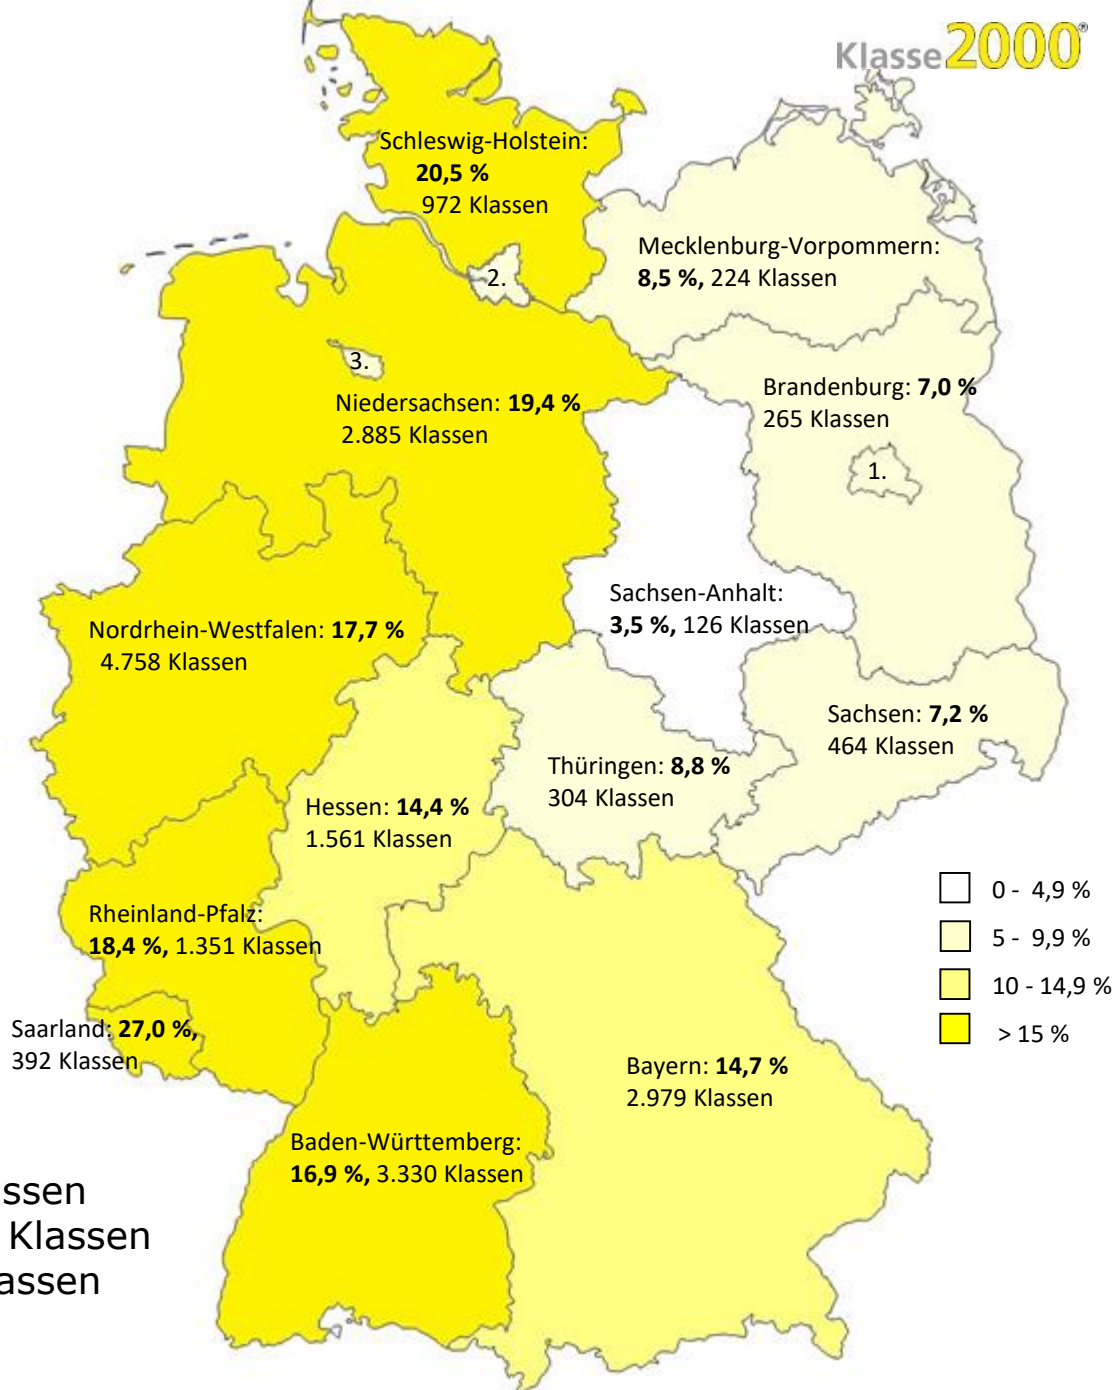 Klasse2000®
Schleswig-Holstein:
20,5 %
972 Klassen
Mecklenburg-Vorpommern:
8,5 %, 224 Klassen
2.
3.
Niedersachsen: 19,4 %
2.885 Klassen
Brandenburg: 7,0 %
265 Klassen
1.
Sachsen-Anhalt:
3,5 %, 126 Klassen
Nordrhein-Westfalen: 17,7 %
4.758 Klassen
Sachsen: 7,2 %
464 Klassen
Thüringen: 8,8 %
304 Klassen
Hessen: 14,4 %
1.561 Klassen
Rheinland-Pfalz:
18,4 %, 1.351 Klassen
Saarland: 27,0 %,
392 Klassen
Bayern: 14,7 %
2.979 Klassen
Baden-Württemberg:
16,9 %, 3.330 Klassen
0 - 4,9 %
5 - 9,9 %
10 - 14,9 %
> 15 %
ssen
Klassen
assen